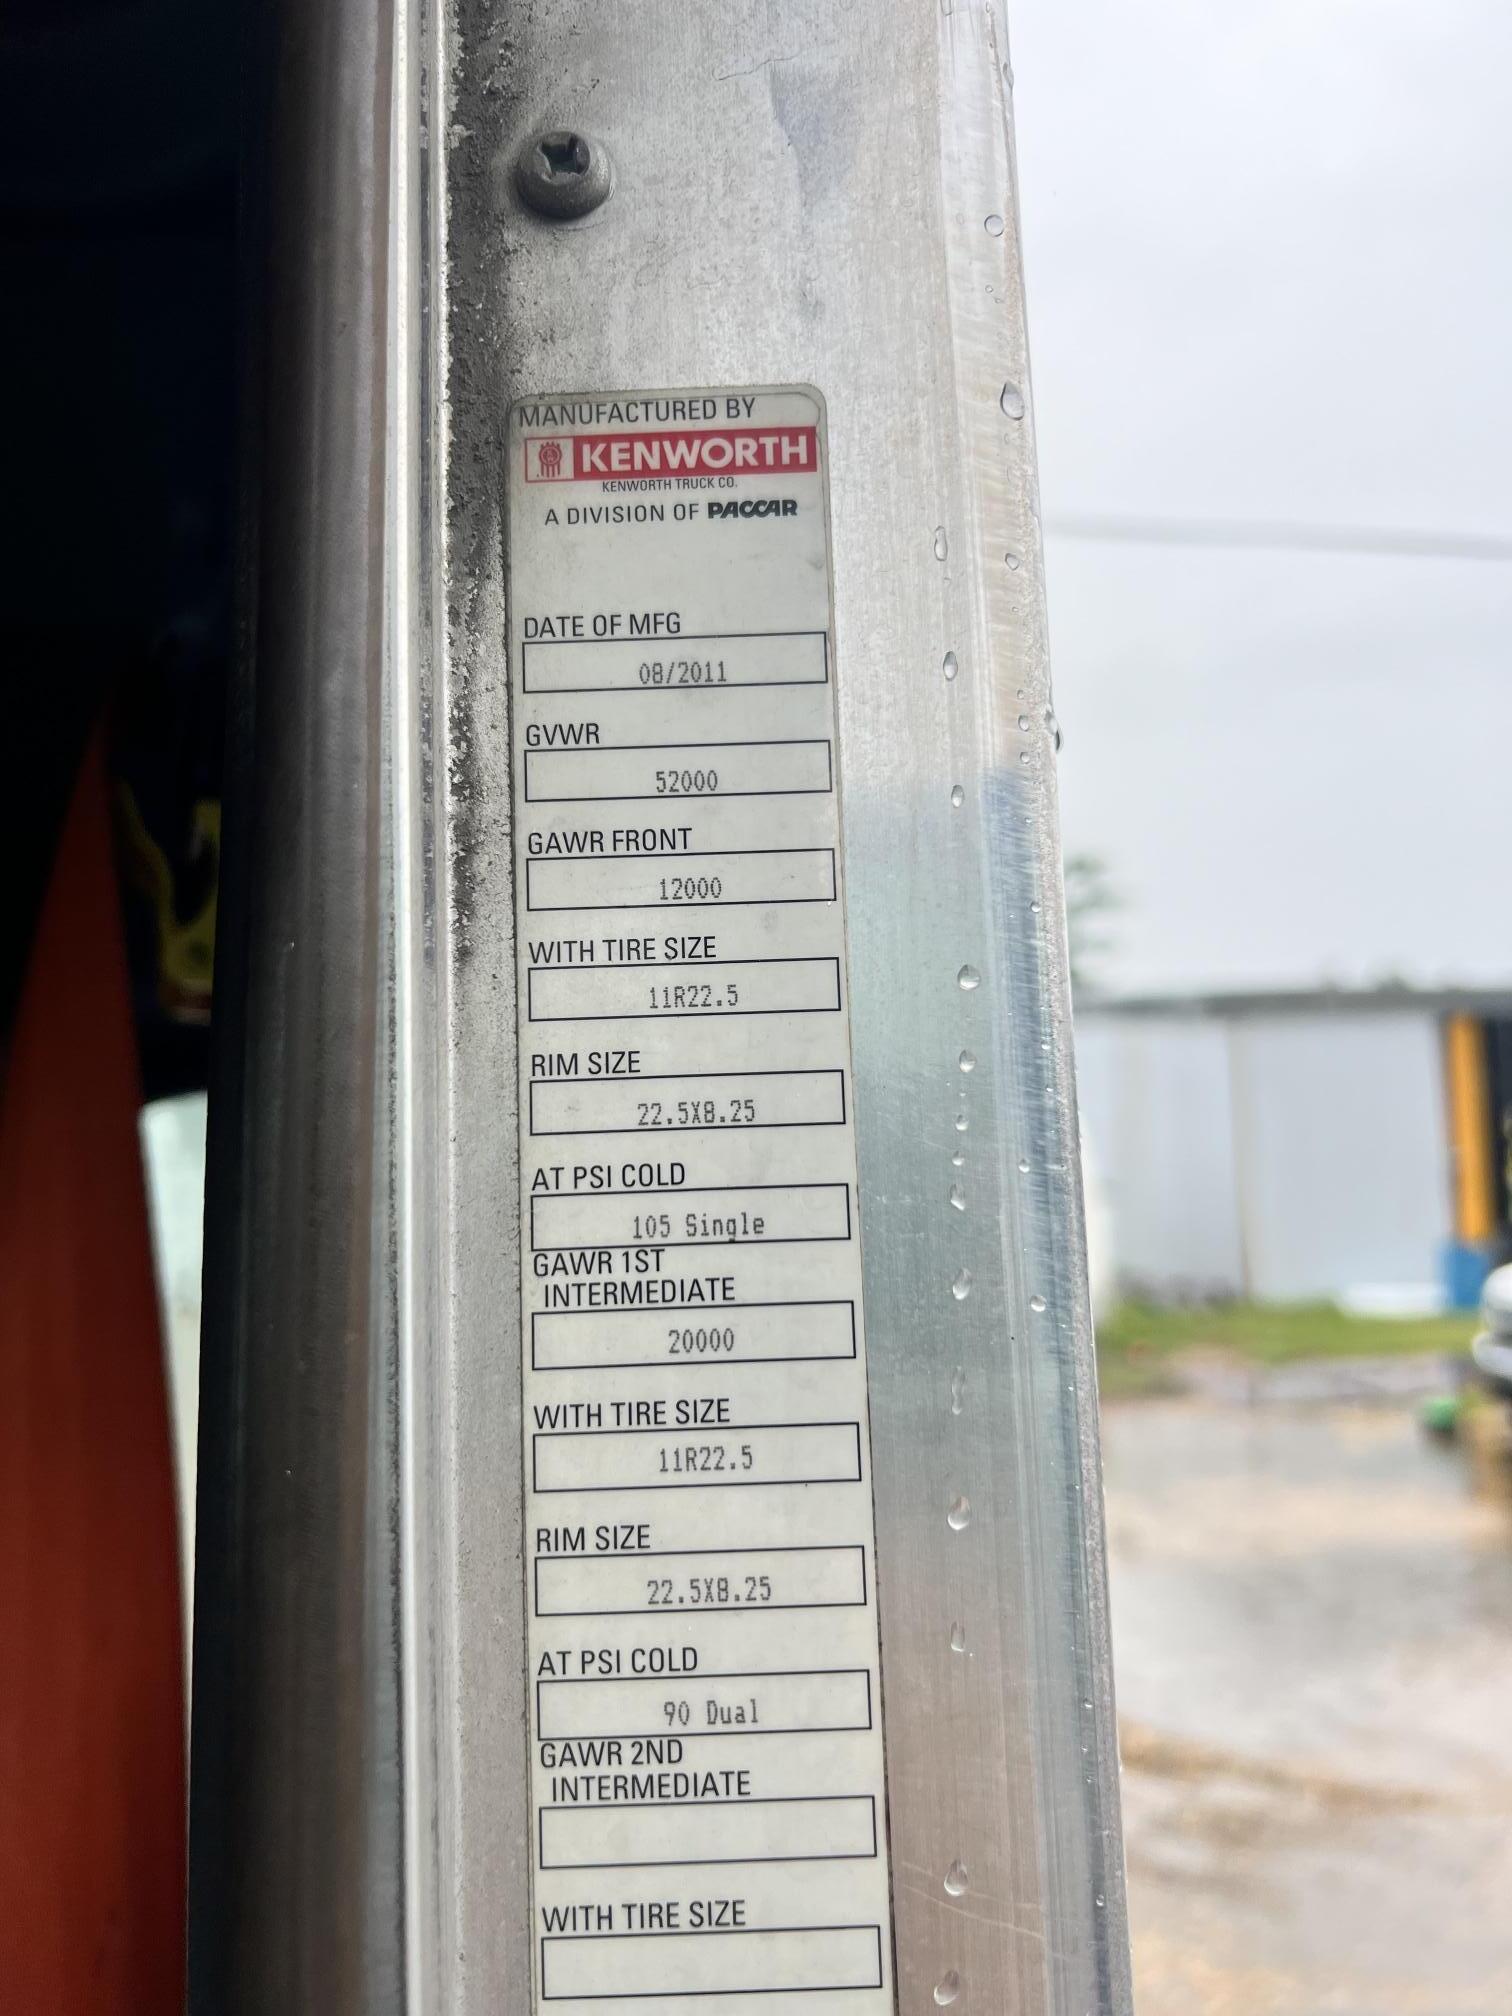 MANUFACTURED BY
KENWORTH
KENWORTH TRUCK CO.
A DIVISION OF PACCAR
DATE OF MFG
08/2011
GVWR
52000
GAWR FRONT
12000
WITH TIRE SIZE
11R22.5
RIM SIZE
22.5X8.25
AT PSI COLD
105 Single
GAWR 1ST
INTERMEDIATE
20000
WITH TIRE SIZE
11R22.5
RIM SIZE
22.5X8.25
AT PSI COLD
90 Dual
GAWR 2ND
INTERMEDIATE
WITH TIRE SIZE